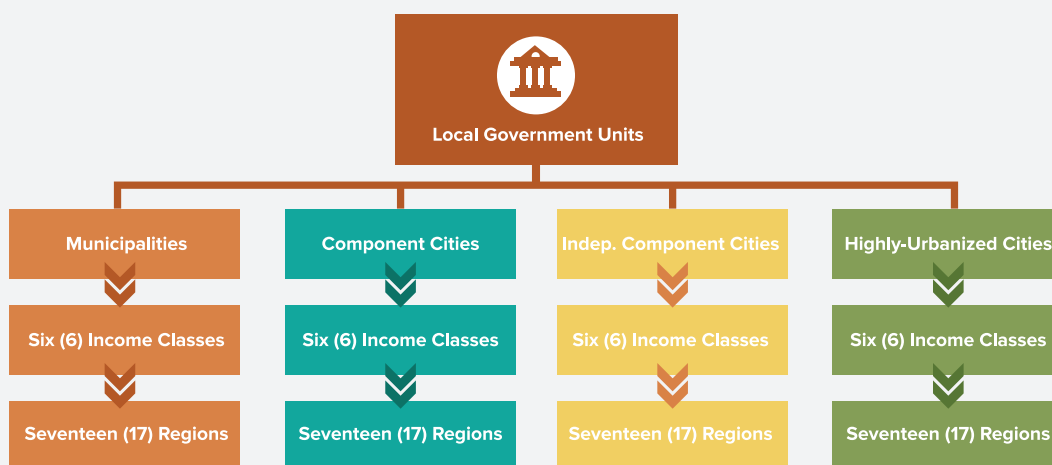 Local Government Units
Municipalities
Component Cities
Indep. Component Cities
Highly-Urbanized Cities
Six (6) Income Classes
Six (6) Income Classes
Six (6) Income Classes
Six (6) Income Classes
Seventeen (17) Regions
Seventeen (17) Regions
Seventeen (17) Regions
Seventeen (17) Regions